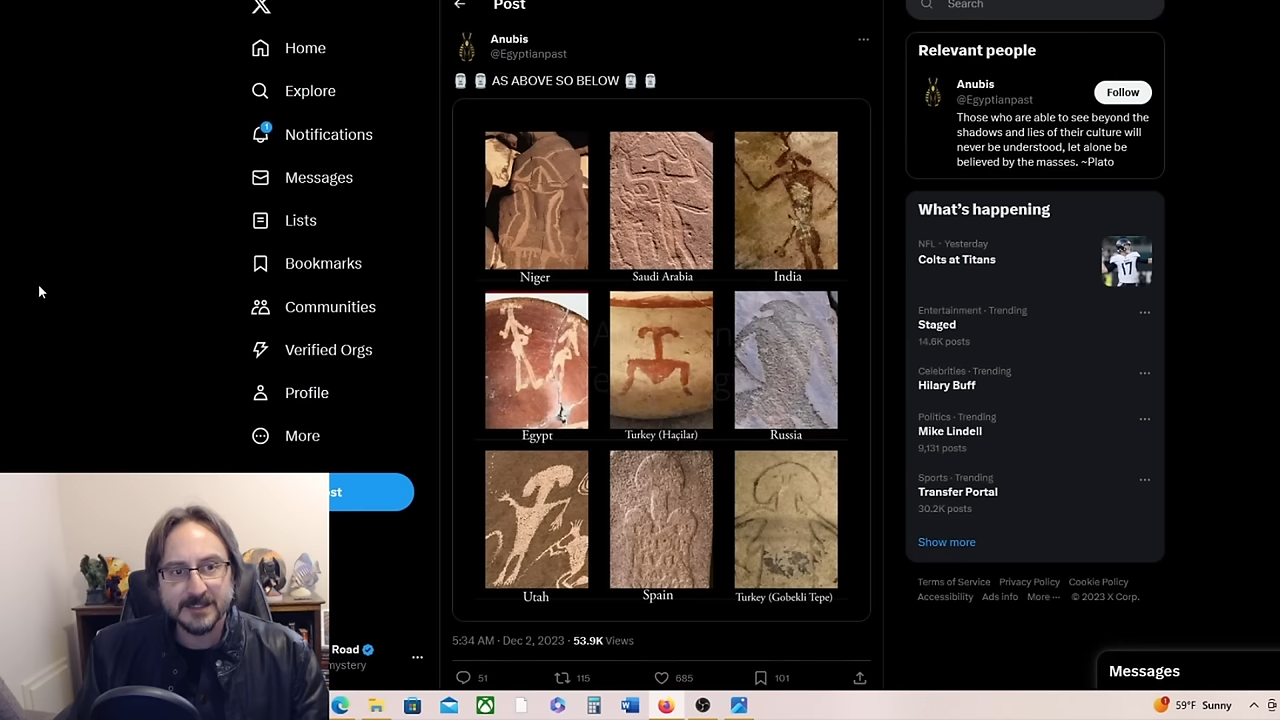 Home
Explore
1
Notifications
Messages
Lists
Bookmarks
Communities
Verified Orgs
Profile
More
st
Road
mystery
Post
Anubis
@Egyptianpast
AS ABOVE SO BELOW
Niger
Saudi Arabia
India
Egypt
Turkey (Haçilar)
Russia
Utah
Spain
Turkey (Gobekli Tepe)
5:34 AM · Dec 2, 2023 · 53.9K Views
51
115
685
101
Search
Relevant people
Anubis
@Egyptianpast
Follow
Those who are able to see beyond the
shadows and lies of their culture will
never be understood, let alone be
believed by the masses. ~Plato
What's happening
NFL · Yesterday
Colts at Titans
17
Entertainment · Trending
Staged
14.6K posts
Celebrities · Trending
Hilary Buff
Politics · Trending
Mike Lindell
9,131 posts
Sports · Trending
Transfer Portal
30.2K posts
Show more
Terms of Service Privacy Policy Cookie Policy
Accessibility Ads info More ··· © 2023 X Corp.
Messages
59°F Sunny